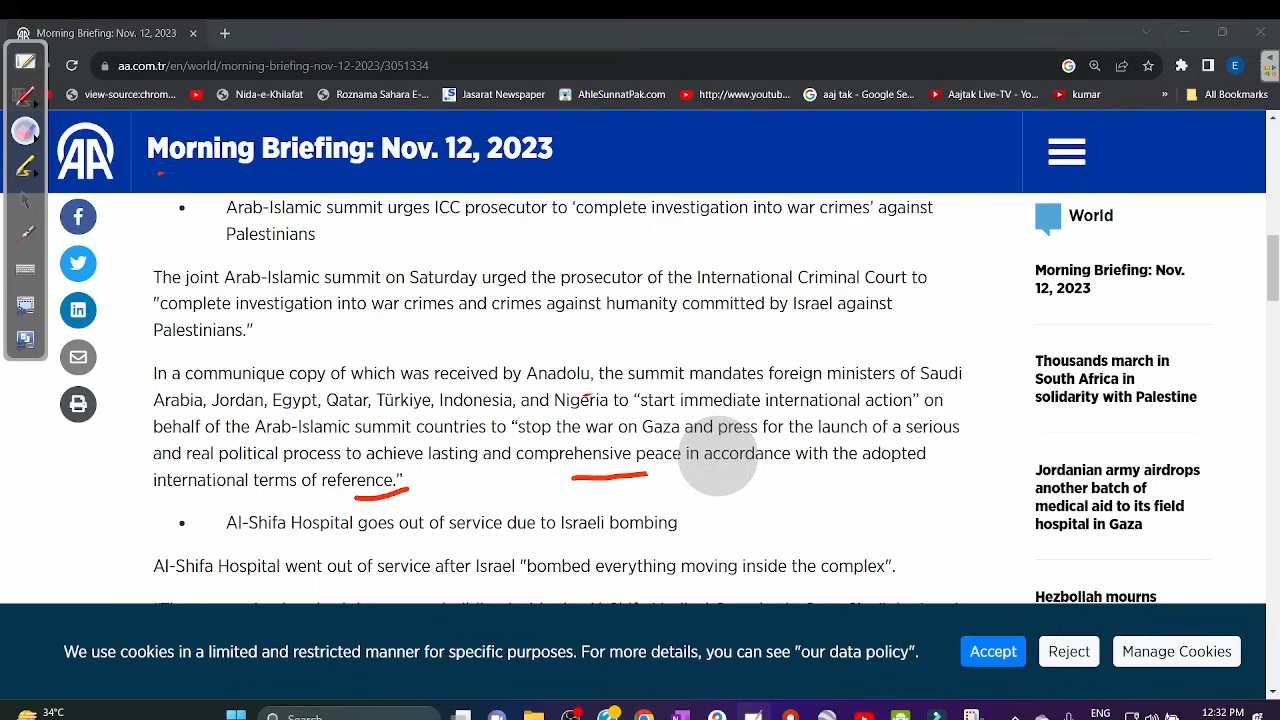 Morning Briefing: Nov. 12, 2023
aa.com.tr/en/world/morning-briefing-nov-12-2023/3051334
E
view-source:chrom...
Nida-e-Khilafat
Roznama Sahara E-...
Jasarat Newspaper
AhleSunnatPak.com
http://www.youtub...
aaj tak - Google Se...
Aajtak Live-TV - Yo...
kumar
»
All Bookmarks
AA
Morning Briefing: Nov. 12, 2023
• Arab-Islamic summit urges ICC prosecutor to ‘complete investigation into war crimes’ against
Palestinians
The joint Arab-Islamic summit on Saturday urged the prosecutor of the International Criminal Court to
"complete investigation into war crimes and crimes against humanity committed by Israel against
Palestinians."
In a communique copy of which was received by Anadolu, the summit mandates foreign ministers of Saudi
Arabia, Jordan, Egypt, Qatar, Türkiye, Indonesia, and Nigeria to “start immediate international action” on
behalf of the Arab-Islamic summit countries to “stop the war on Gaza and press for the launch of a serious
and real political process to achieve lasting and comprehensive peace in accordance with the adopted
international terms of reference.”
• Al-Shifa Hospital goes out of service due to Israeli bombing
Al-Shifa Hospital went out of service after Israel "bombed everything moving inside the complex".
World
Morning Briefing: Nov.
12, 2023
Thousands march in
South Africa in
solidarity with Palestine
Jordanian army airdrops
another batch of
medical aid to its field
hospital in Gaza
Hezbollah mourns
We use cookies in a limited and restricted manner for specific purposes. For more details, you can see "our data policy".
Accept
Reject
Manage Cookies
34°C
Search
ENG
12:32 PM